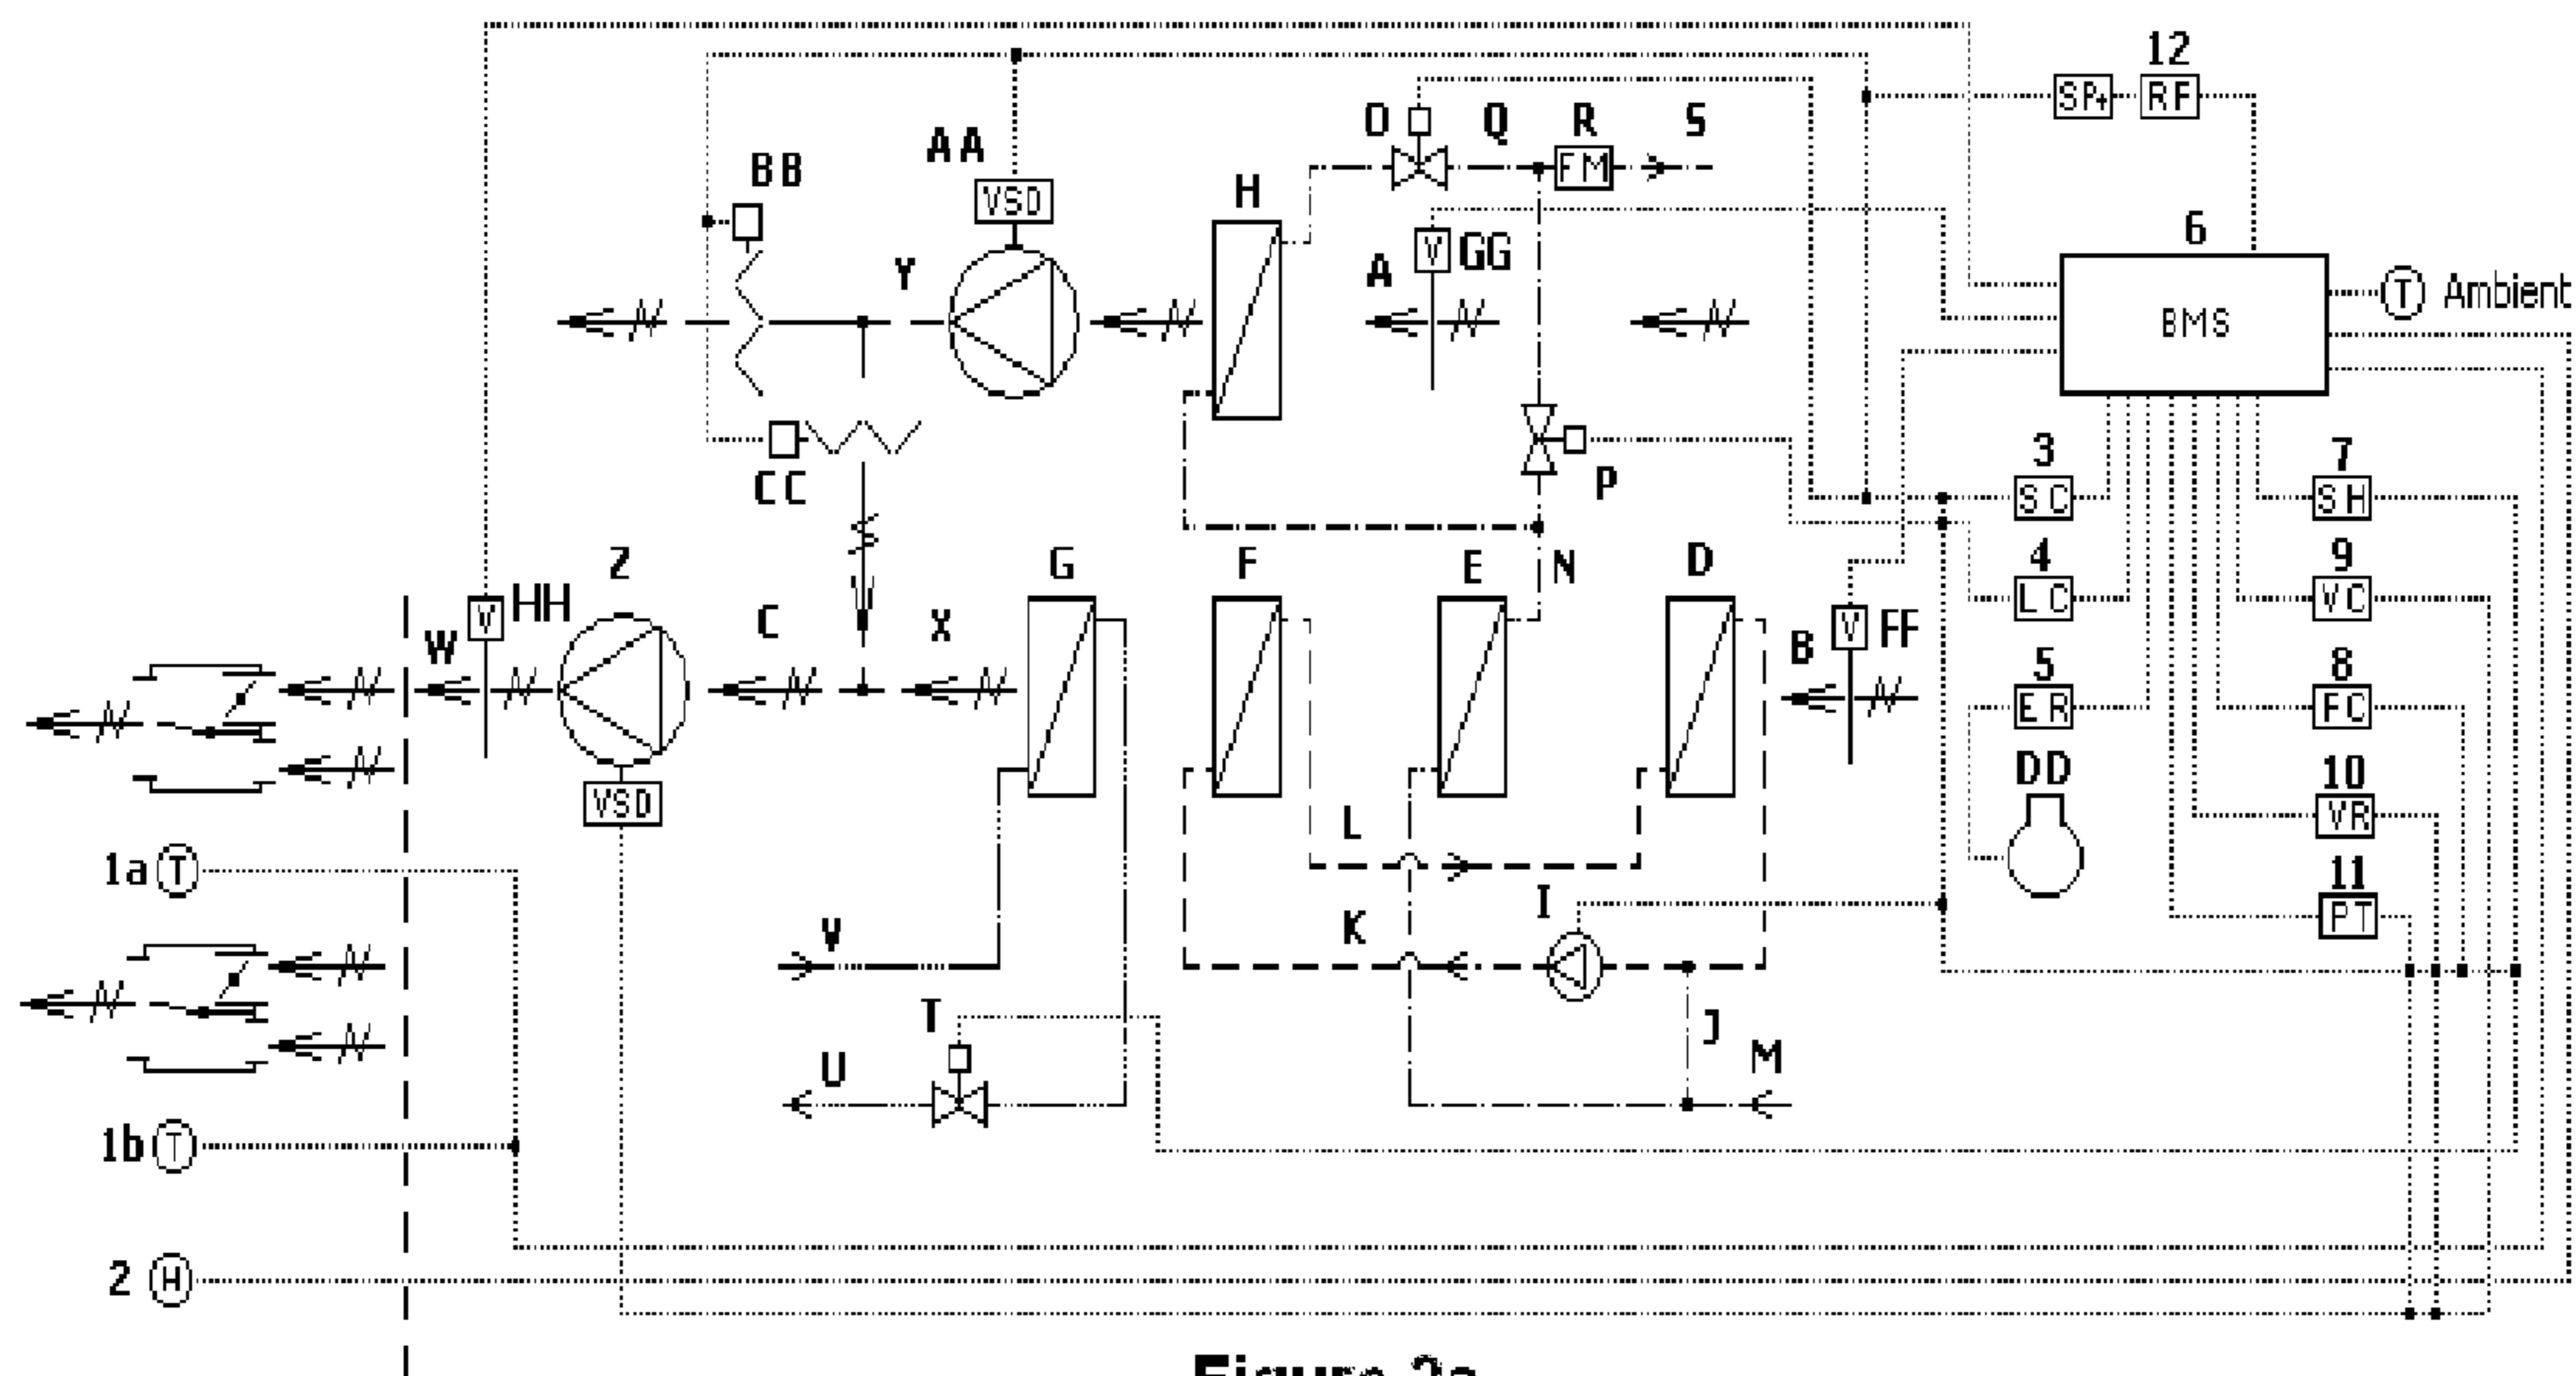 12
SP+ RF
O Q R S
FM
AA
BB
VSD
H
6
Y
A V GG
T Ambient
BMS
CC
P
3
SC
7
SH
Z G F E N D
4
LC
9
VC
W V HH
C X
B V FF
5
ER
8
FC
VSD
DD
10
VR
L
1a T
11
PT
V
K I
T
J
U
M
1b T
2 H